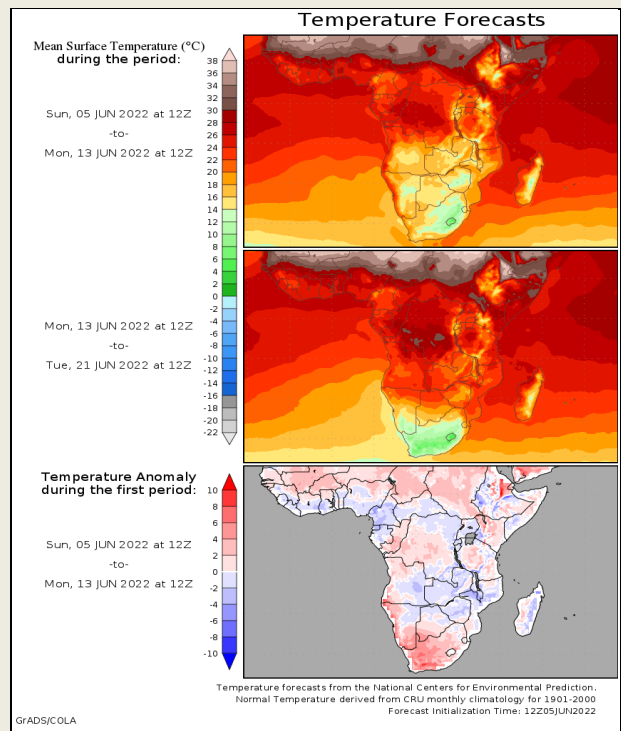 Temperature Forecasts
Mean Surface Temperature (°C)
during the period:
Sun, 05 JUN 2022 at 12Z
-to-
Mon, 13 JUN 2022 at 12Z
38
36
34
32
30
28
26
24
22
20
18
16
14
12
10
8
6
4
2
0
-2
-4
-6
-8
-10
-12
-14
-16
-18
-20
-22
Mon, 13 JUN 2022 at 12Z
-to-
Tue, 21 JUN 2022 at 12Z
Temperature Anomaly
during the first period:
Sun, 05 JUN 2022 at 12Z
-to-
Mon, 13 JUN 2022 at 12Z
10
8
6
4
2
0
-2
-4
-6
-8
-10
Temperature forecasts from the National Centers for Environmental Prediction.
Normal Temperature derived from CRU monthly climatology for 1901-2000
Forecast Initialization Time: 12Z05JUN2022
GrADS/COLA